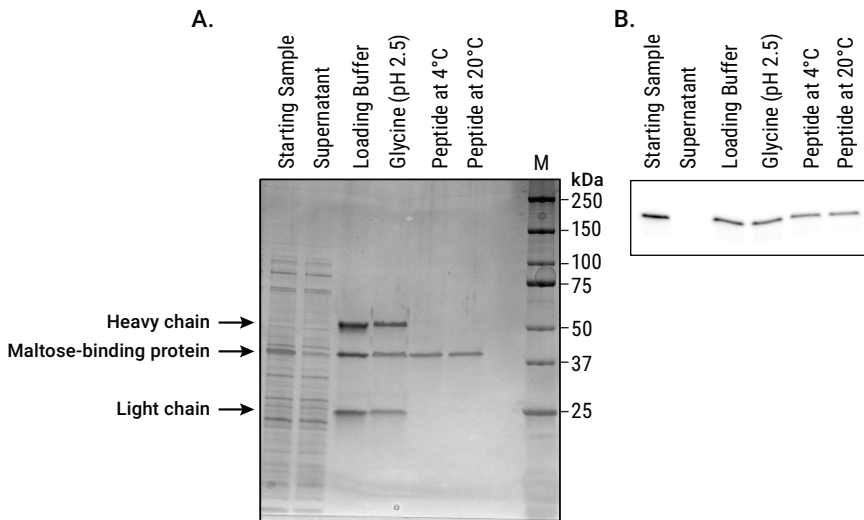 A.
Starting Sample
Supernatant
Loading Buffer
Glycine (pH 2.5)
Peptide at 4°C
Peptide at 20°C
M
kDa
250
150
100
75
50
37
25
Heavy chain
Maltose-binding protein
Light chain
B.
Starting Sample
Supernatant
Loading Buffer
Glycine (pH 2.5)
Peptide at 4°C
Peptide at 20°C